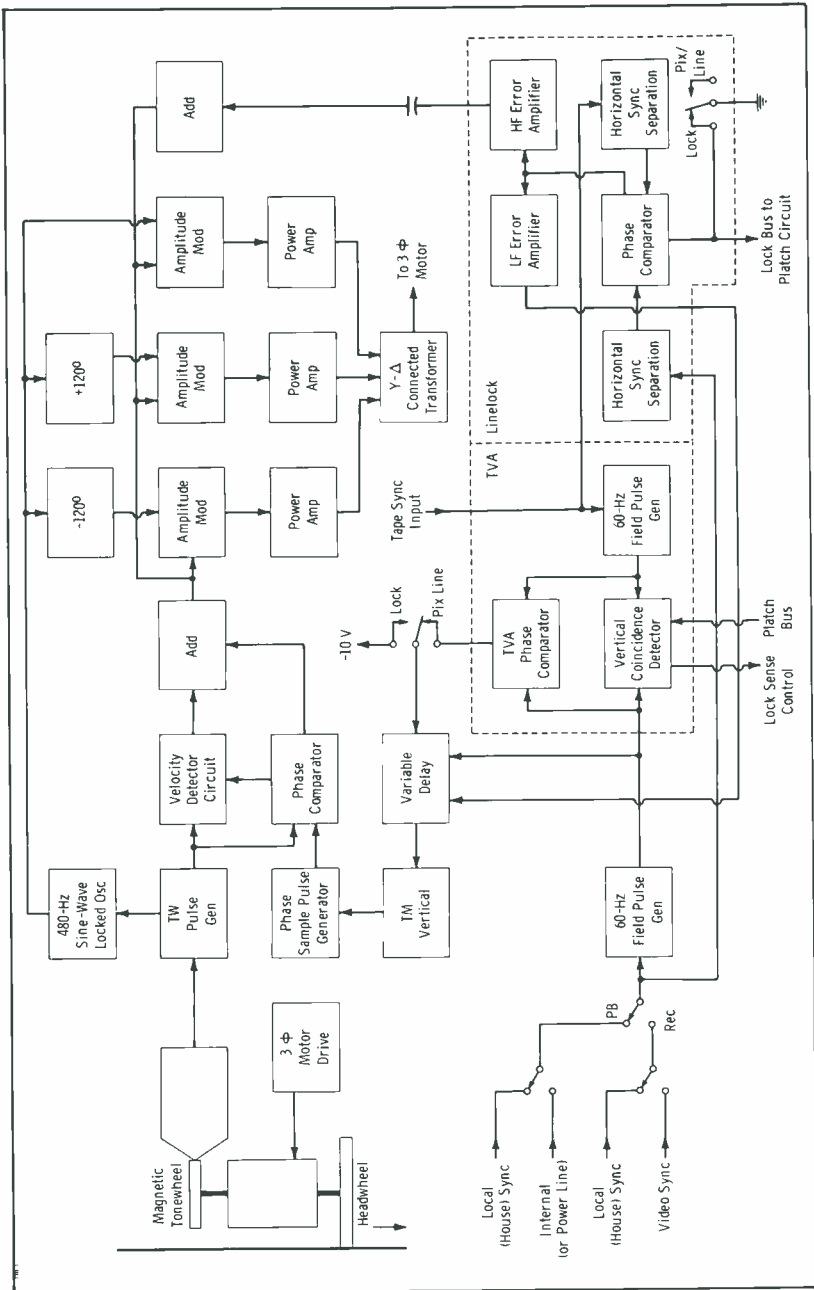 Magnetic
Tonewheel
Headwheel
3 Φ
Motor
Drive
480-Hz
Sine-Wave
Locked Osc
TW
Pulse
Gen
Velocity
Detector
Circuit
Phase
Sample Pulse
Generator
Phase
Comparator
Add
-120°
+120°
Amplitude
Mod
Amplitude
Mod
Amplitude
Mod
Add
Power
Amp
Power
Amp
Power
Amp
Y-Δ
Connected
Transformer
To 3 Φ
Motor
TM
Vertical
Variable
Delay
-10 V
Lock
Pix Line
Tape Sync
Input
TVA
TVA
Phase
Comparator
60-Hz
Field Pulse
Gen
Vertical
Coincidence
Detector
Lock Sense
Control
Platch
Bus
Linelock
LF Error
Amplifier
HF Error
Amplifier
Horizontal
Sync
Separation
Phase
Comparator
Horizontal
Sync
Separation
Lock
Pix/
Line
Lock Bus to
Platch Circuit
Local
(House) Sync
Internal
(or Power Line)
Local
(House) Sync
Video Sync
PB
Rec
60-Hz
Field Pulse
Gen